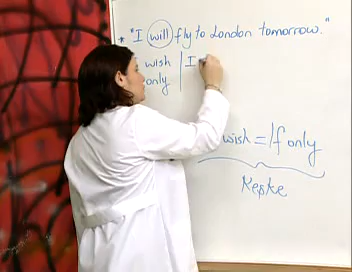 * "I will fly to London tomorrow."
wish
only | I
wish = If only
Keşke